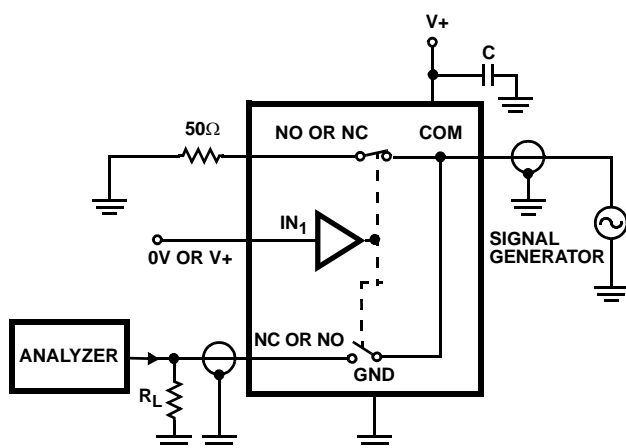 V+
C
50Ω
NO OR NC
COM
IN1
0V OR V+
SIGNAL
GENERATOR
NC OR NO
ANALYZER
GND
RL